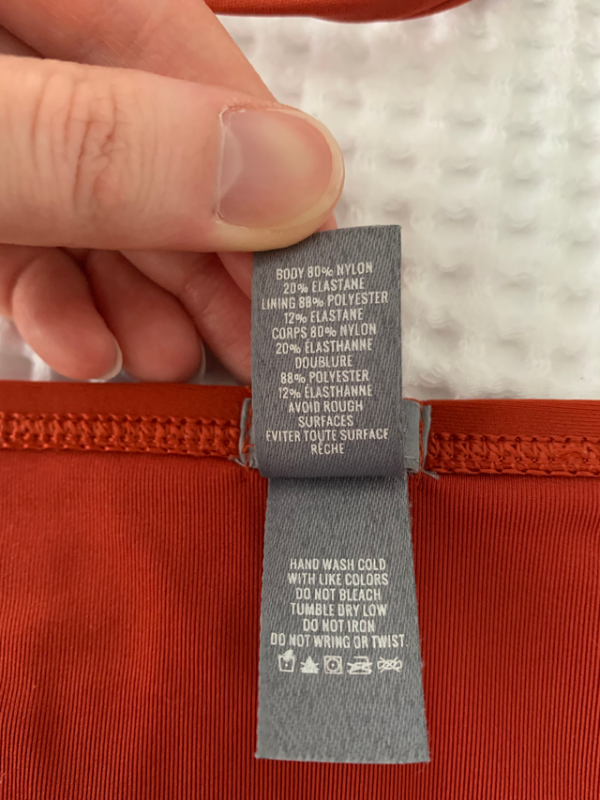 BODY 80% NYLON
20% ELASTANE
LINING 88% POLYESTER
12% ELASTANE
CORPS 80% NYLON
20% ÉLASTHANNE
DOUBLURE
88% POLYESTER
12% ÉLASTHANNE
AVOID ROUGH
SURFACES
EVITER TOUTE SURFACE
RÊCHE
HAND WASH COLD
WITH LIKE COLORS
DO NOT BLEACH
TUMBLE DRY LOW
DO NOT IRON
DO NOT WRING OR TWIST